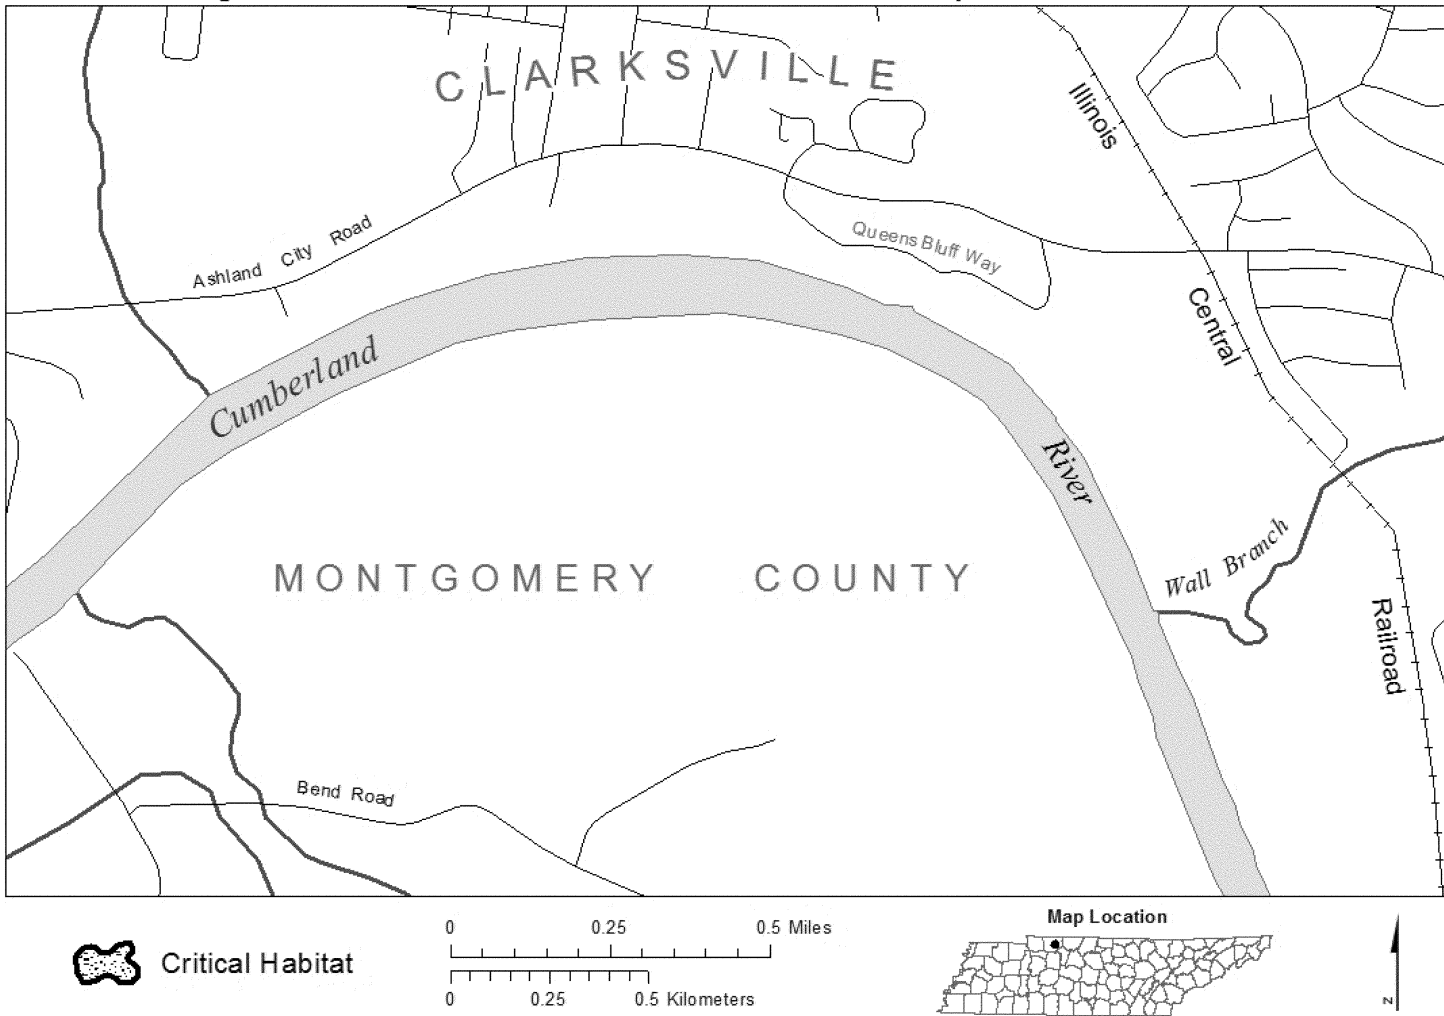 CLARKSVILLE
Illinois
Ashland City Road
Queens Bluff Way
Central
Cumberland
River
Wall Branch
MONTGOMERY COUNTY
Railroad
Bend Road
Critical Habitat
0 0.25 0.5 Miles
0 0.25 0.5 Kilometers
Map Location
N